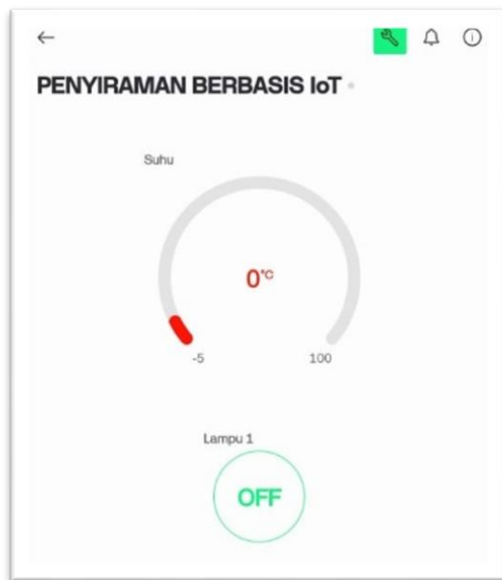 PENYIRAMAN BERBASIS IoT
Suhu
0°C
-5 100
Lampu 1
OFF